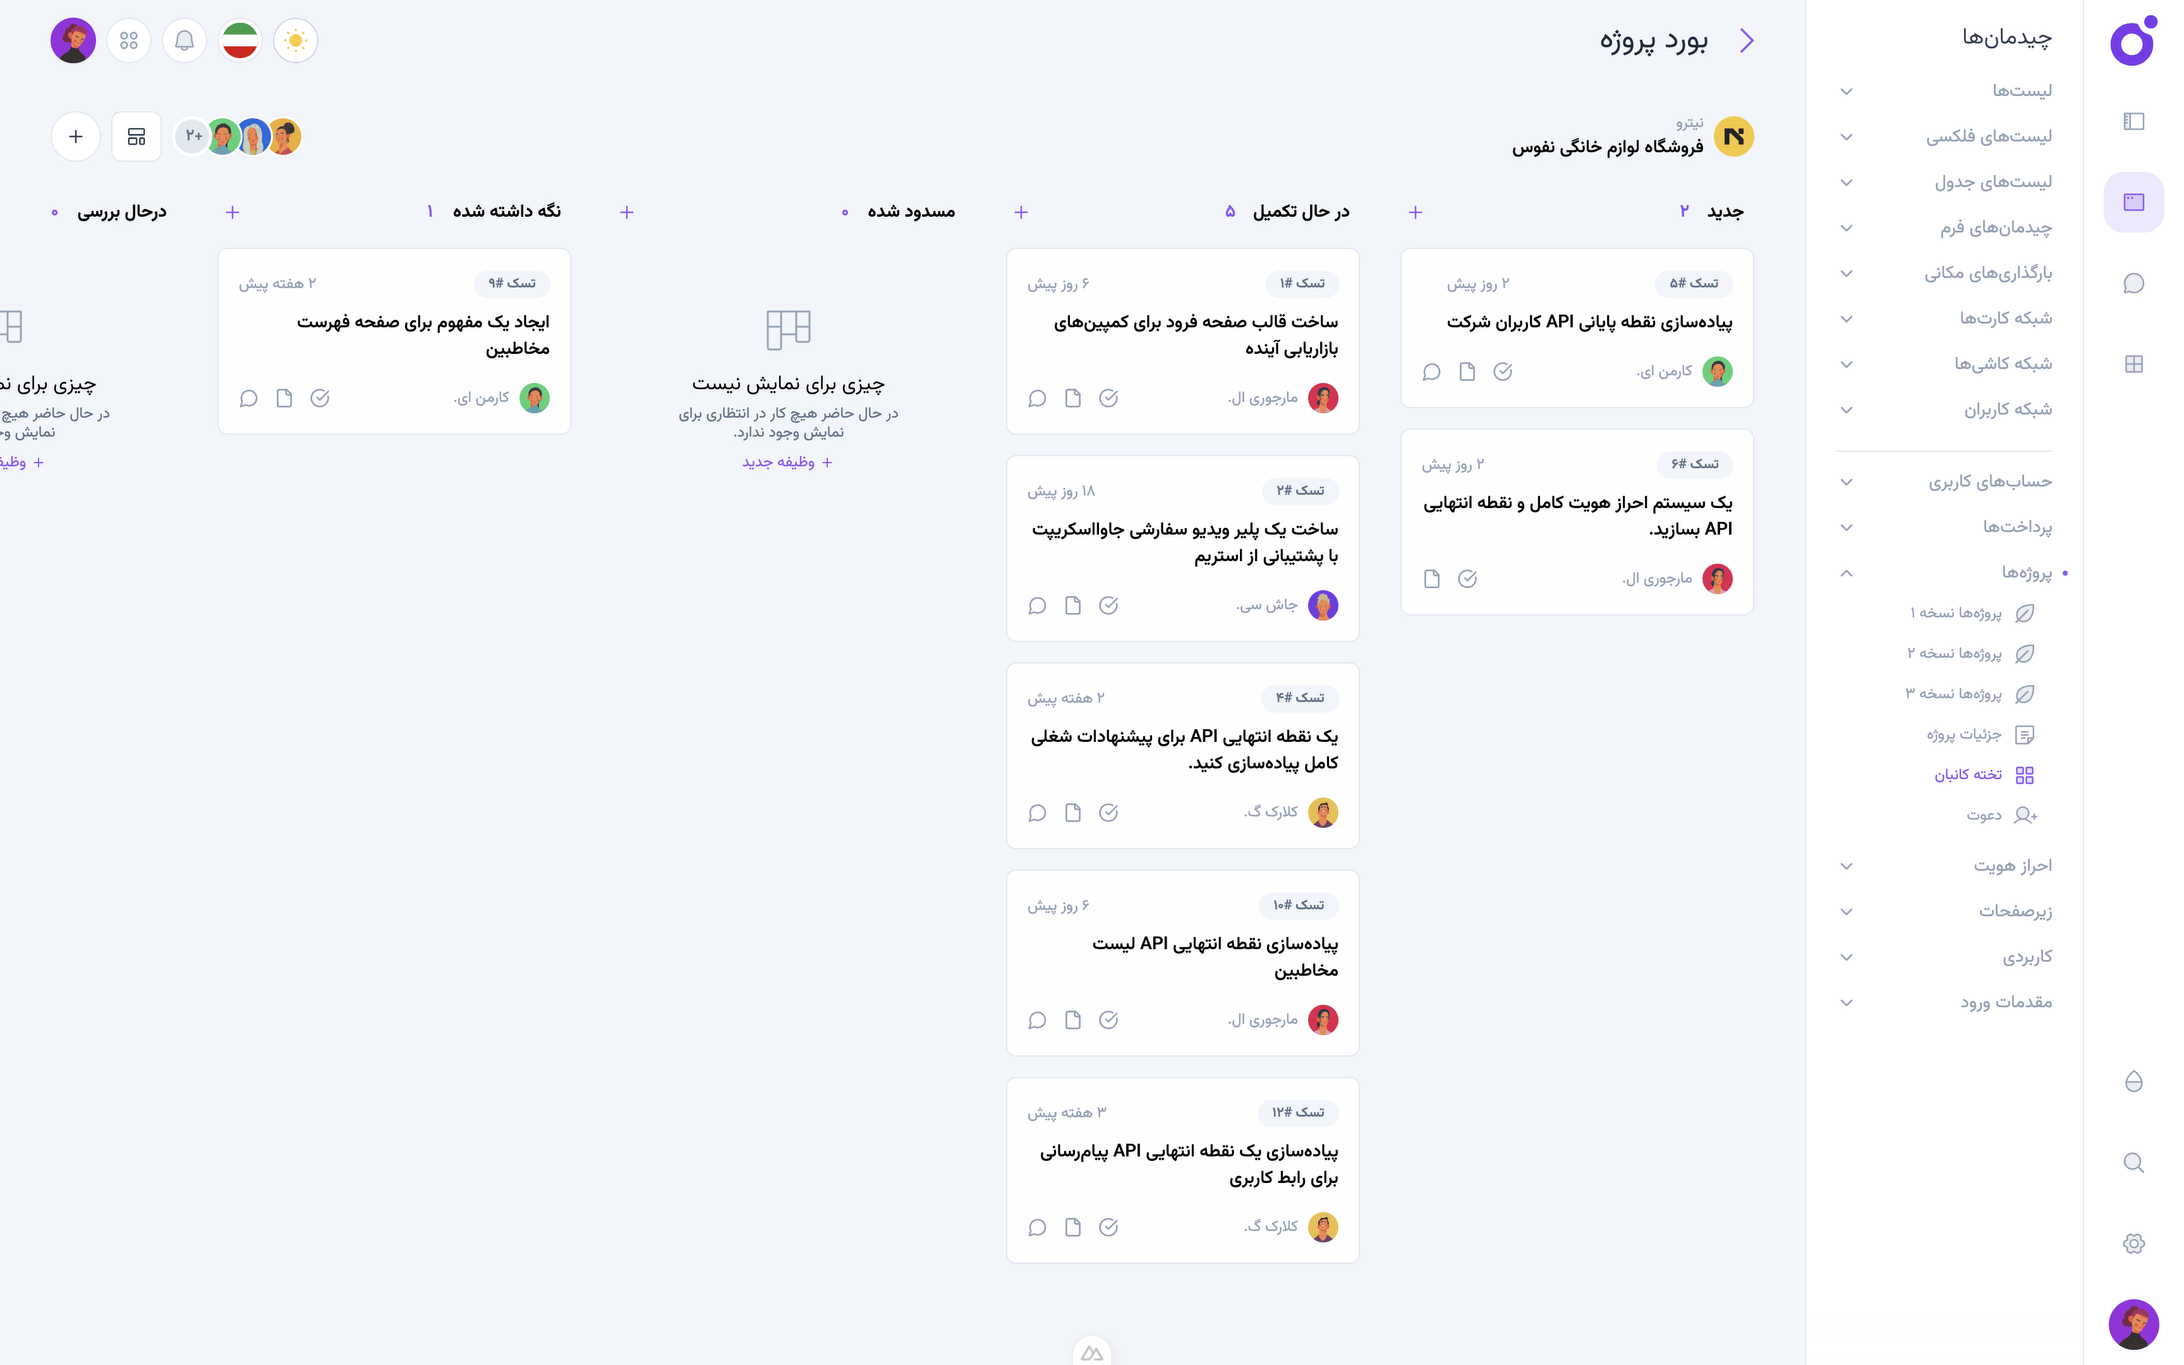 چیدمان‌ها
لیست‌ها
لیست‌های فلکسی
لیست‌های جدول
چیدمان‌های فرم
بارگذاری‌های مکانی
شبکه کارت‌ها
شبکه کاشی‌ها
شبکه کاربران
حساب‌های کاربری
پرداخت‌ها
پروژه‌ها
پروژه‌ها نسخه ۱
پروژه‌ها نسخه ۲
پروژه‌ها نسخه ۳
جزئیات پروژه
تخته کانبان
دعوت
احراز هویت
زیرصفحات
کاربردی
مقدمات ورود
بورد پروژه
نیترو
فروشگاه لوازم خانگی نفوس
+۲
جدید ۲
تسک #۵
۲ روز پیش
پیاده‌سازی نقطه پایانی API کاربران شرکت
کارمن ای.
تسک #۶
۲ روز پیش
یک سیستم احراز هویت کامل و نقطه انتهایی
API بسازید.
مارجوری ال.
در حال تکمیل ۵
تسک #۱
۶ روز پیش
ساخت قالب صفحه فرود برای کمپین‌های
بازاریابی آینده
مارجوری ال.
تسک #۲
۱۸ روز پیش
ساخت یک پلیر ویدیو سفارشی جاوااسکریپت
با پشتیبانی از استریم
جاش سی.
تسک #۴
۲ هفته پیش
یک نقطه انتهایی API برای پیشنهادات شغلی
کامل پیاده‌سازی کنید.
کلارک گ.
تسک #۱۰
۶ روز پیش
پیاده‌سازی نقطه انتهایی API لیست
مخاطبین
مارجوری ال.
تسک #۱۲
۳ هفته پیش
پیاده‌سازی یک نقطه انتهایی API پیام‌رسانی
برای رابط کاربری
کلارک گ.
مسدود شده ۰
چیزی برای نمایش نیست
در حال حاضر هیچ کار در انتظاری برای
نمایش وجود ندارد.
+ وظیفه جدید
نگه داشته شده ۱
تسک #۹
۲ هفته پیش
ایجاد یک مفهوم برای صفحه فهرست
مخاطبین
کارمن ای.
درحال بررسی ۰
چیزی برای
در حال حاضر هیچ
نمایش
+